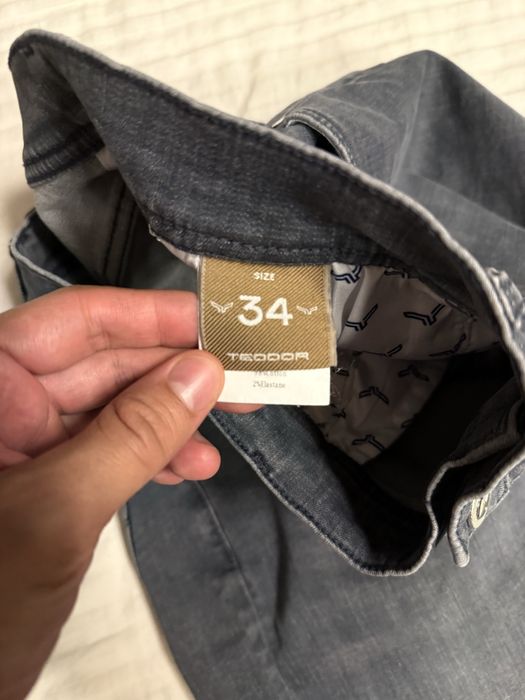 SIZE
34
TEODOR
2%Elastane